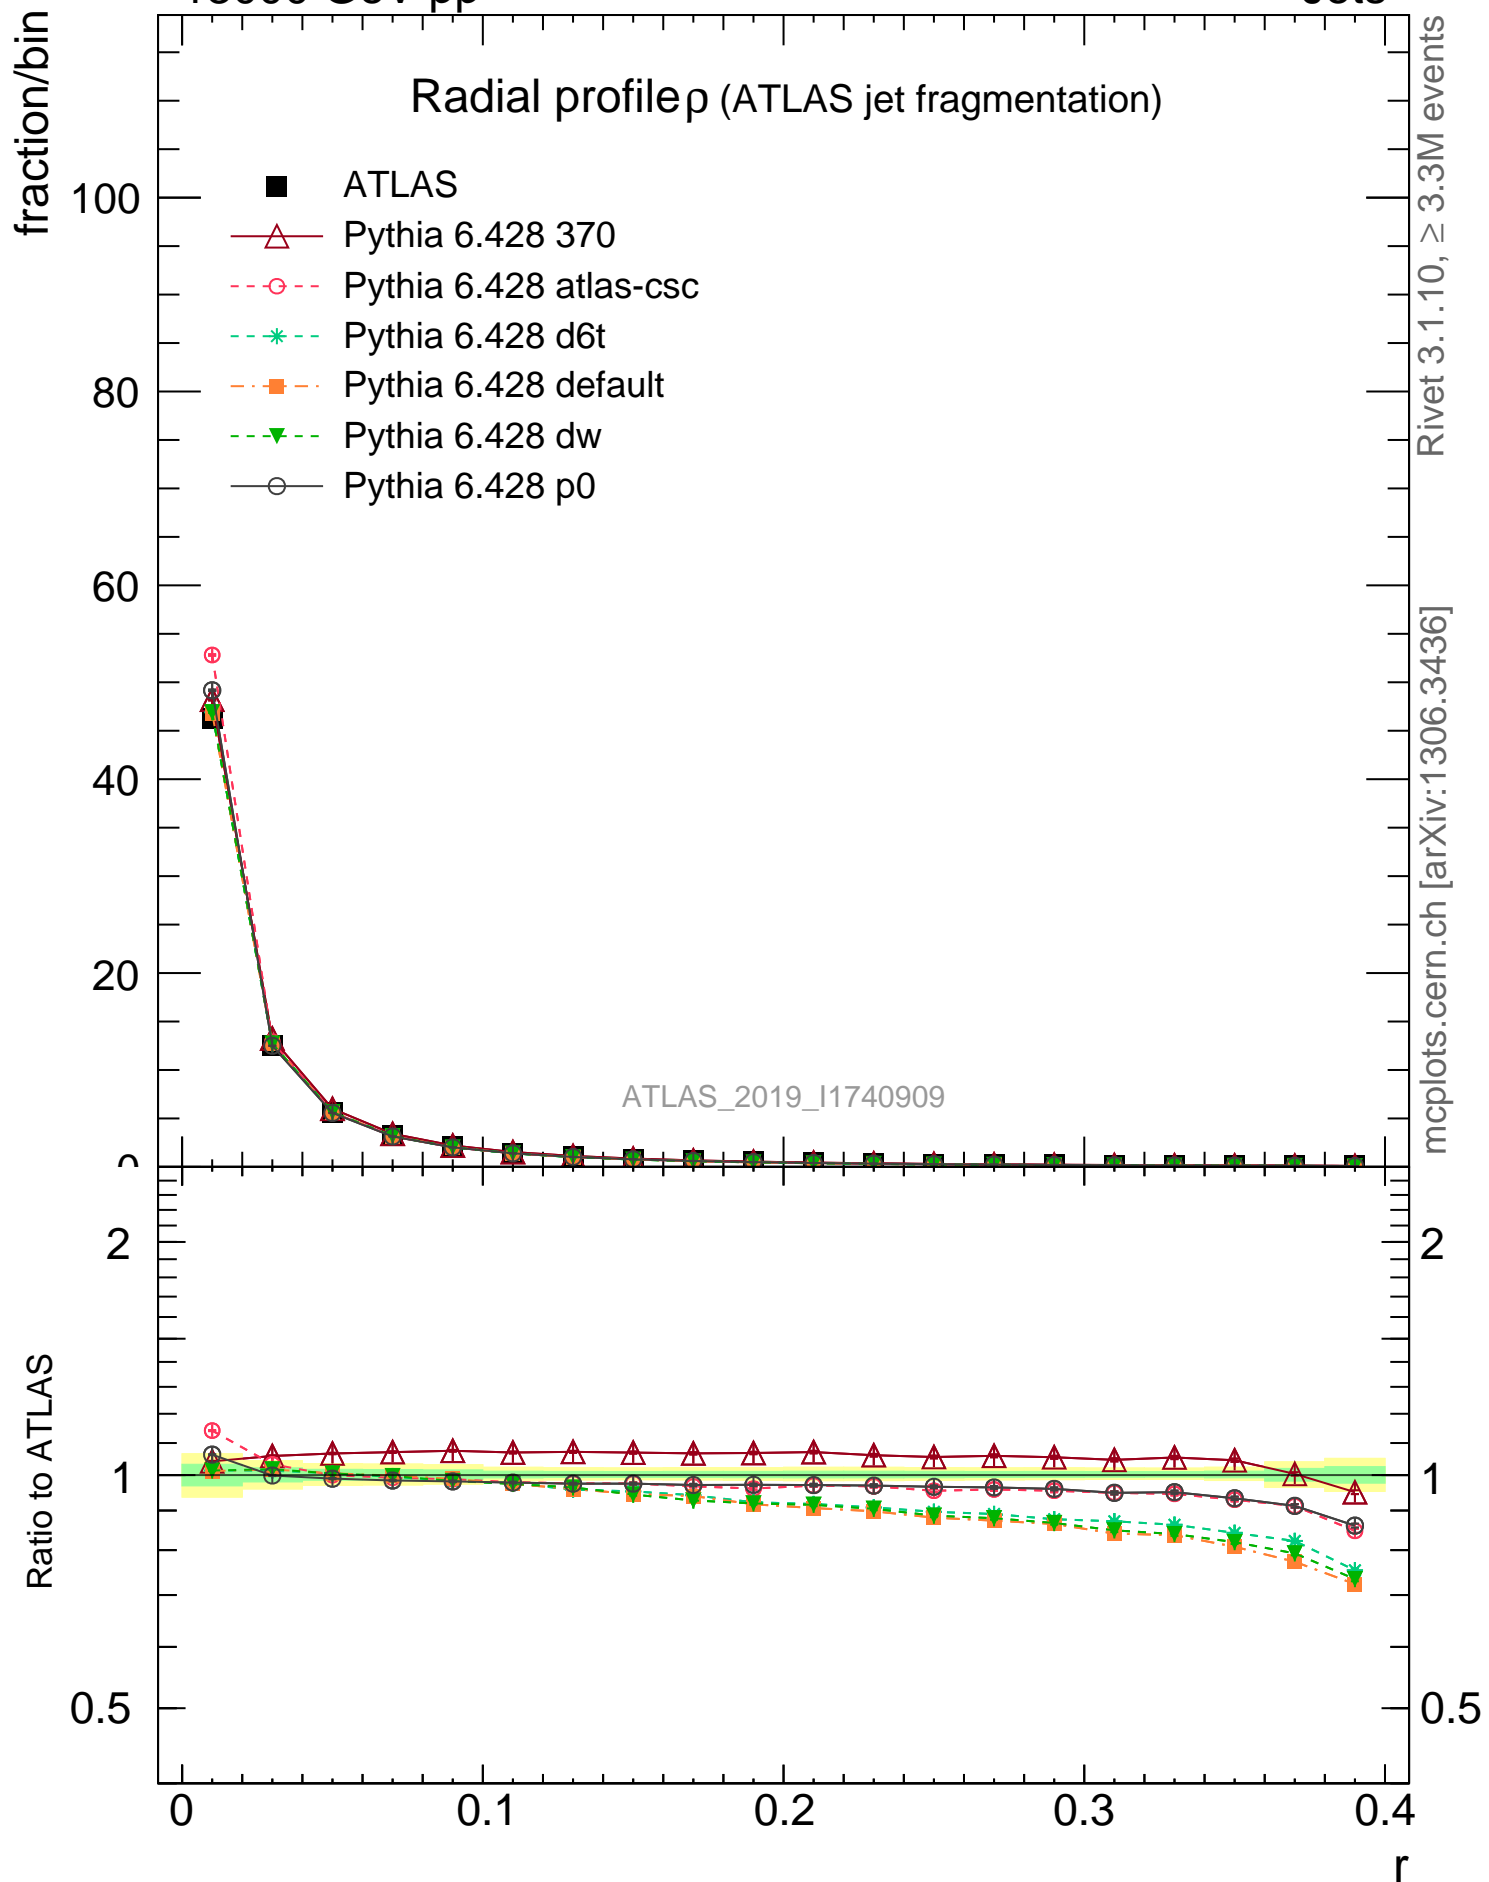 fraction/bin
Radial profile ρ (ATLAS jet fragmentation)
ATLAS
Pythia 6.428 370
Pythia 6.428 atlas-csc
Pythia 6.428 d6t
Pythia 6.428 default
Pythia 6.428 dw
Pythia 6.428 p0
100
80
60
40
20
0
ATLAS_2019_I1740909
Rivet 3.1.10, ≥ 3.3M events
mcplots.cern.ch [arXiv:1306.3436]
Ratio to ATLAS
2
1
0.5
2
1
0.5
0 0.1 0.2 0.3 0.4
r